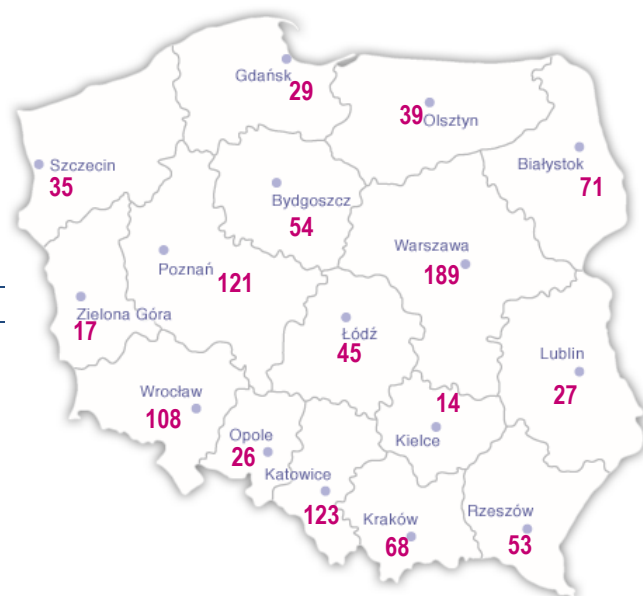 Gdańsk
29
39
Olsztyn
Szczecin
35
Białystok
71
Bydgoszcz
54
Warszawa
189
Poznań
121
Zielona Góra
17
Łódź
45
Lublin
27
Wrocław
108
14
Kielce
Opole
26
Katowice
123
Kraków
68
Rzeszów
53